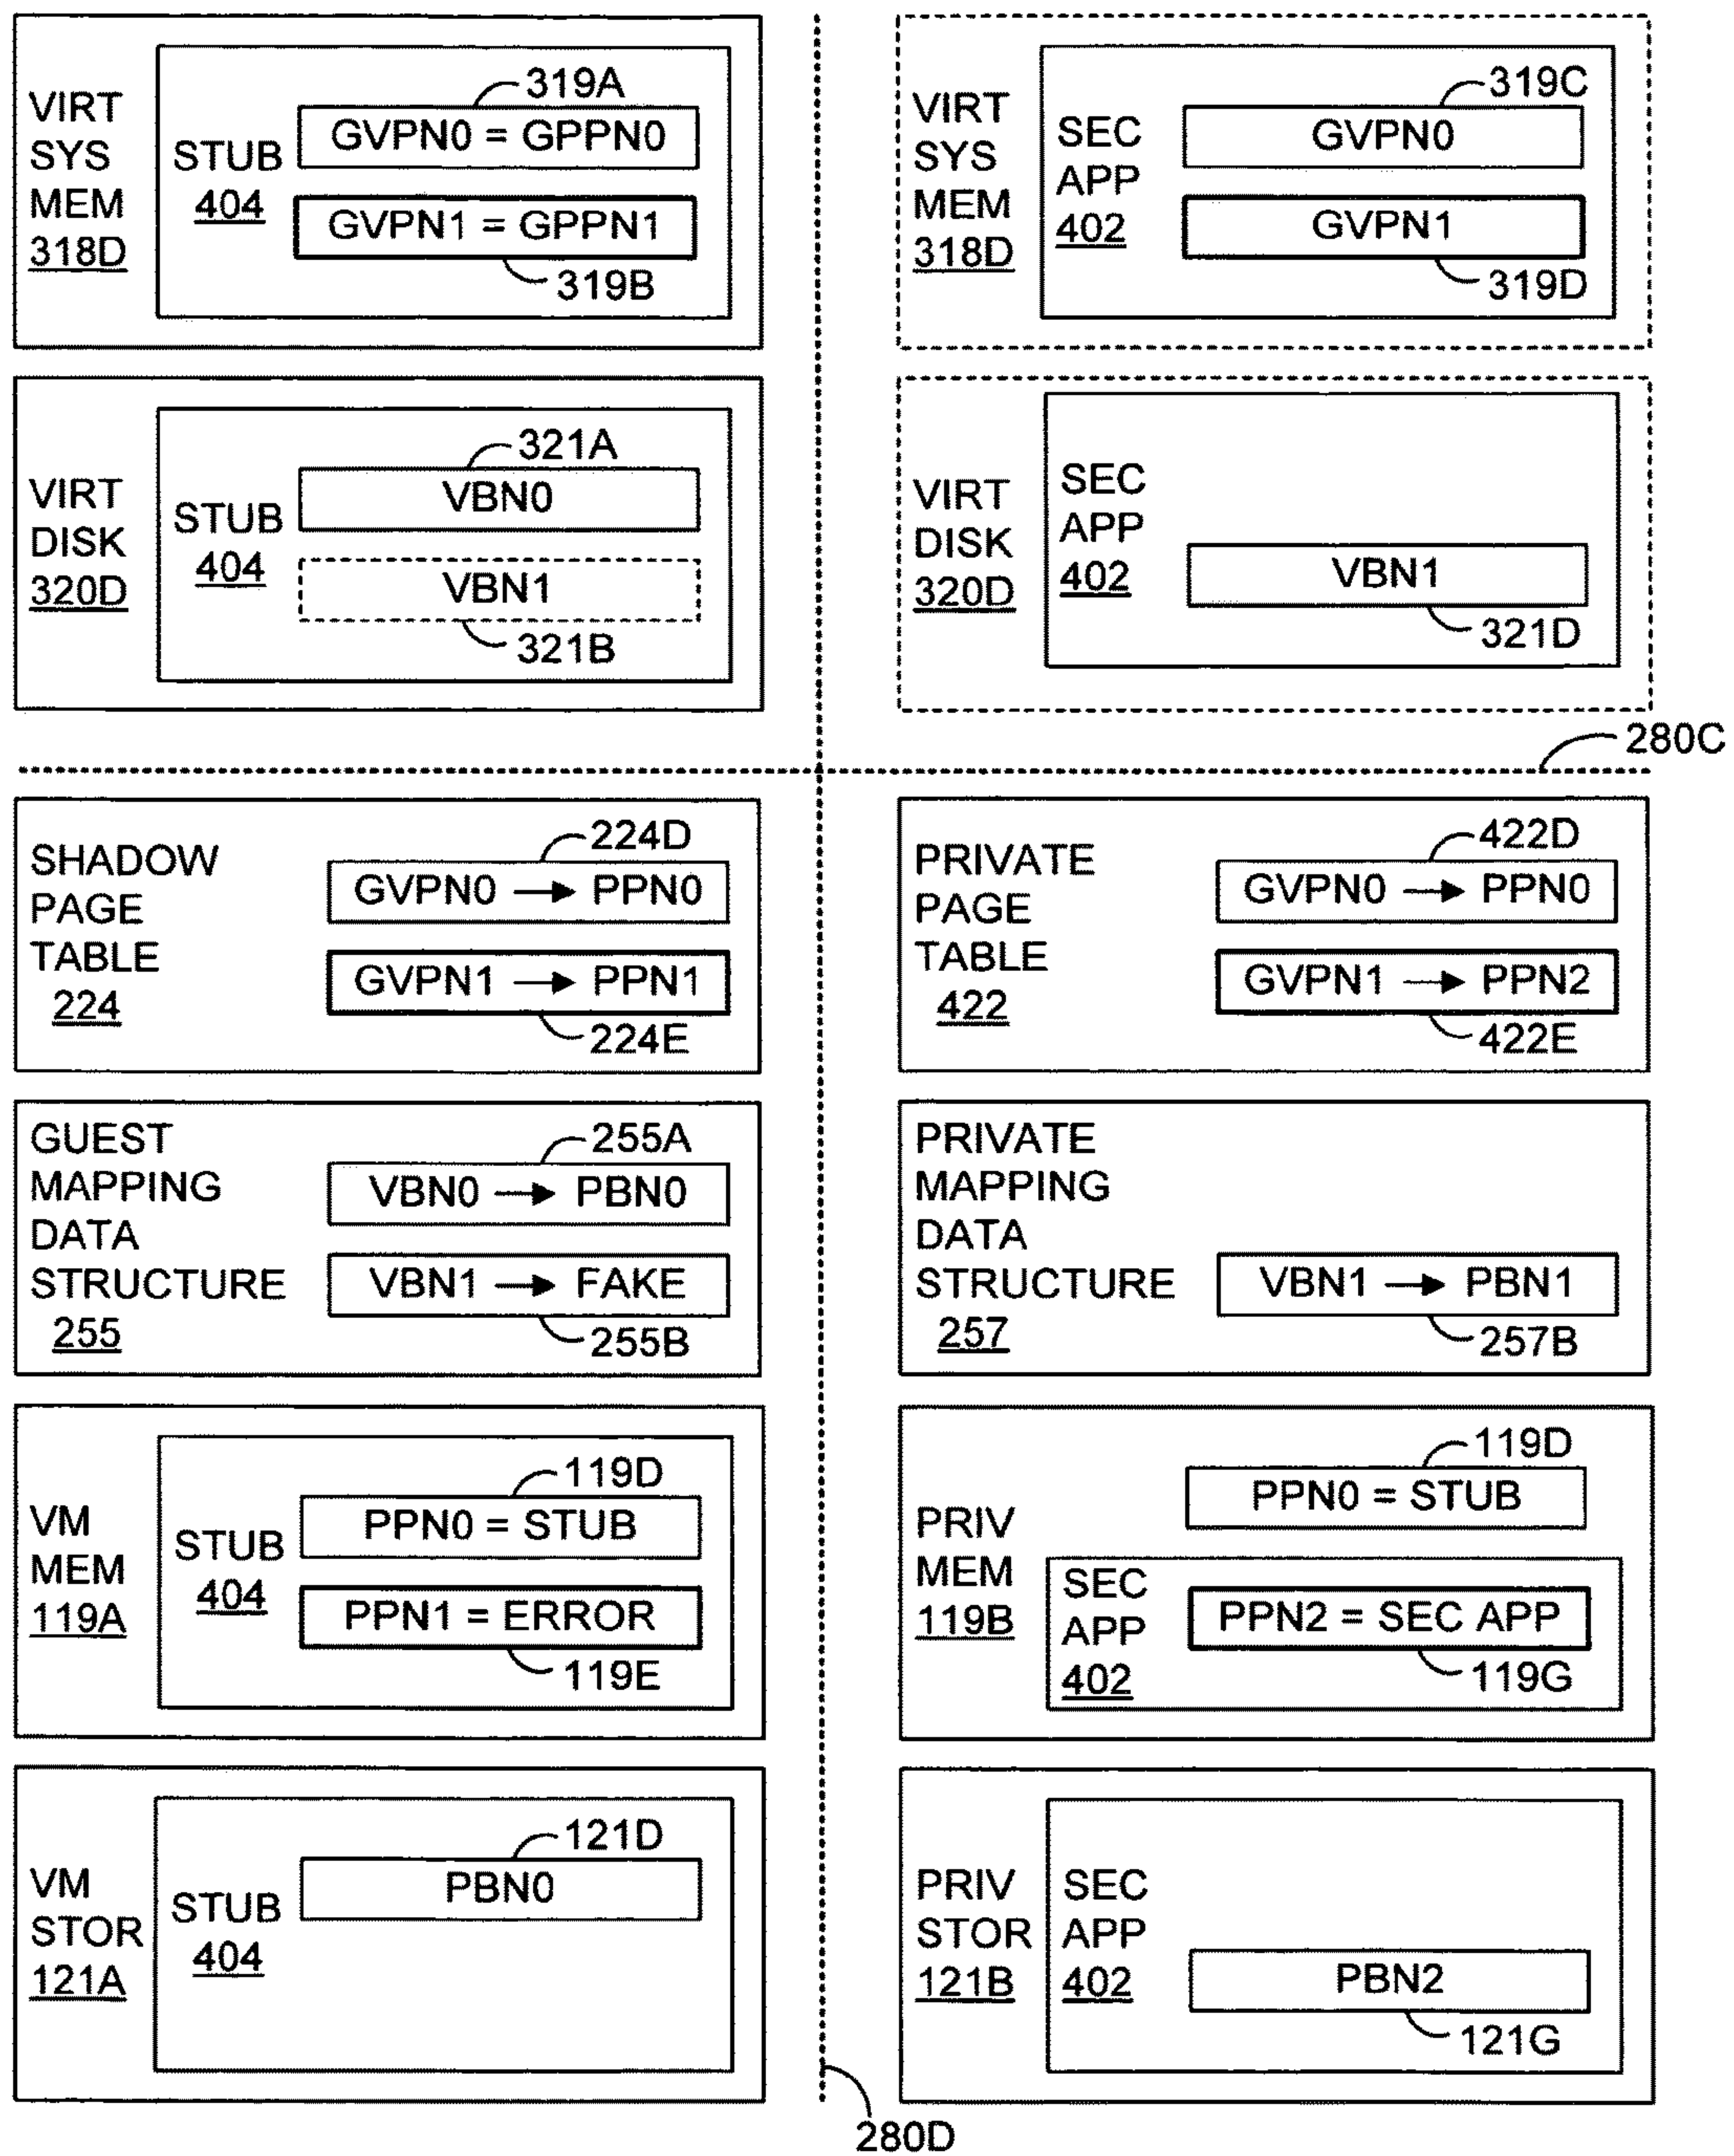 VIRT
SYS
MEM
318D
STUB
404
319A
GVPN0 = GPPN0
GVPN1 = GPPN1
319B
VIRT
SYS
MEM
318D
SEC
APP
402
319C
GVPN0
GVPN1
319D
VIRT
DISK
320D
STUB
404
321A
VBN0
VBN1
321B
VIRT
DISK
320D
SEC
APP
402
VBN1
321D
280C
SHADOW
PAGE
TABLE
224
224D
GVPN0 → PPN0
GVPN1 → PPN1
224E
PRIVATE
PAGE
TABLE
422
422D
GVPN0 → PPN0
GVPN1 → PPN2
422E
GUEST
MAPPING
DATA
STRUCTURE
255
255A
VBN0 → PBN0
VBN1 → FAKE
255B
PRIVATE
MAPPING
DATA
STRUCTURE
257
VBN1 → PBN1
257B
VM
MEM
119A
STUB
404
119D
PPN0 = STUB
PPN1 = ERROR
119E
PRIV
MEM
119B
119D
PPN0 = STUB
SEC
APP
402
PPN2 = SEC APP
119G
VM
STOR
121A
STUB
404
121D
PBN0
PRIV
STOR
121B
SEC
APP
402
PBN2
121G
280D